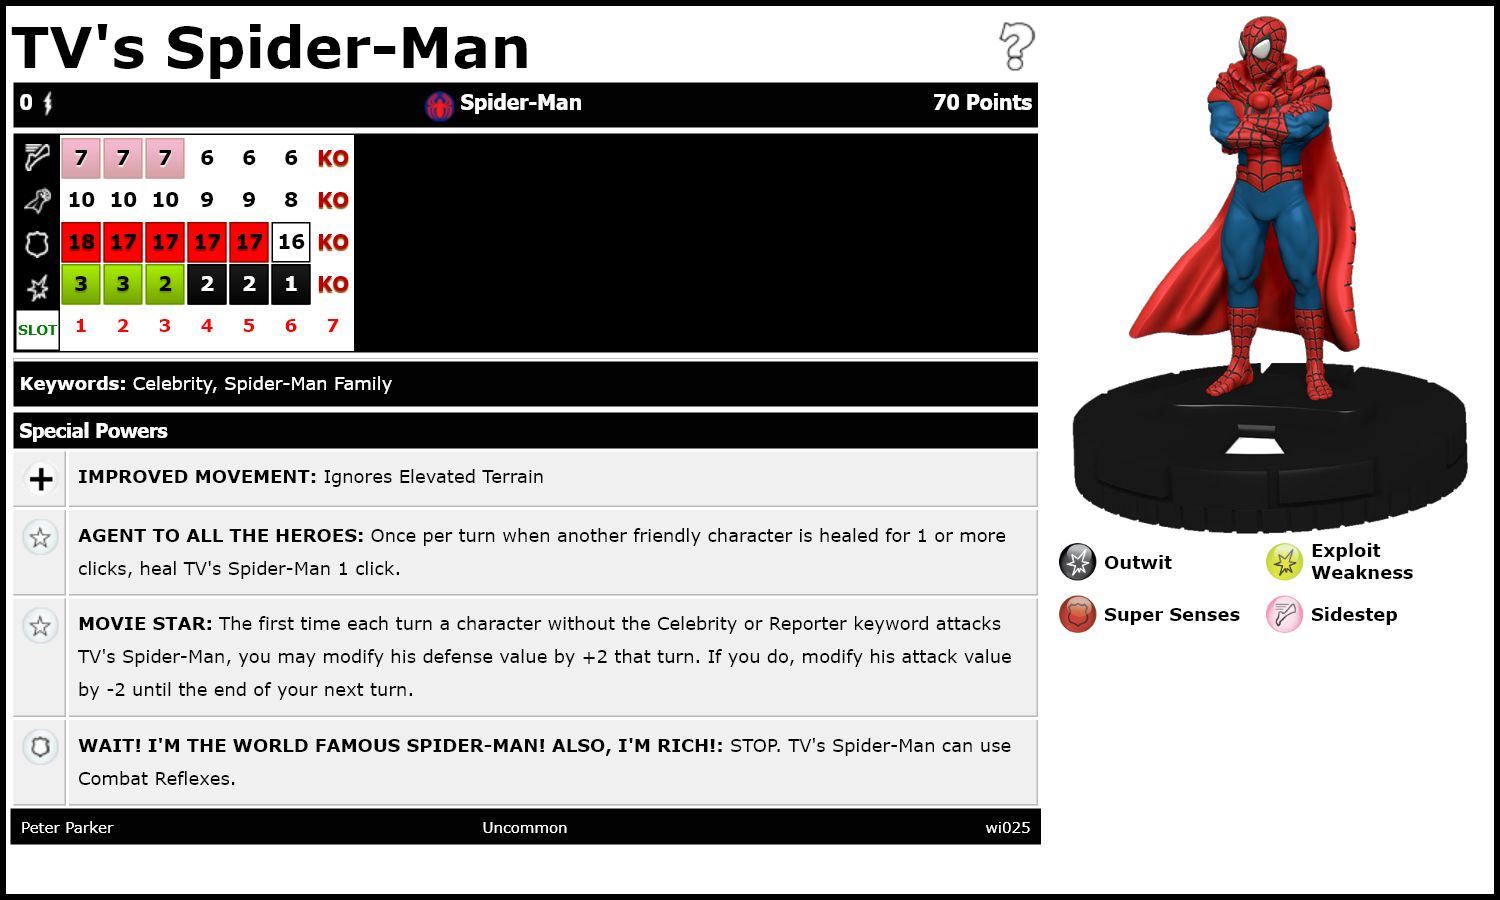 TV's Spider-Man
0 Spider-Man 70 Points
7 7 7 6 6 6 KO
10 10 10 9 9 8 KO
18 17 17 17 17 16 KO
3 3 2 2 2 1 KO
SLOT 1 2 3 4 5 6 7
Keywords: Celebrity, Spider-Man Family
Special Powers
IMPROVED MOVEMENT: Ignores Elevated Terrain
AGENT TO ALL THE HEROES: Once per turn when another friendly character is healed for 1 or more
clicks, heal TV's Spider-Man 1 click.
MOVIE STAR: The first time each turn a character without the Celebrity or Reporter keyword attacks
TV's Spider-Man, you may modify his defense value by +2 that turn. If you do, modify his attack value
by -2 until the end of your next turn.
WAIT! I'M THE WORLD FAMOUS SPIDER-MAN! ALSO, I'M RICH!: STOP. TV's Spider-Man can use
Combat Reflexes.
Peter Parker Uncommon wi025
Outwit
Exploit
Weakness
Super Senses
Sidestep